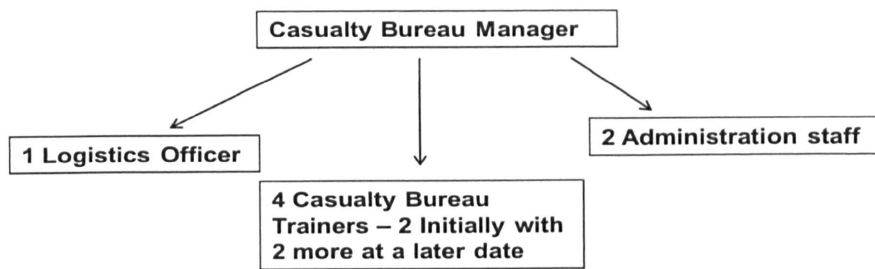 Casualty Bureau Manager
1 Logistics Officer
2 Administration staff
4 Casualty Bureau
Trainers – 2 Initially with
2 more at a later date